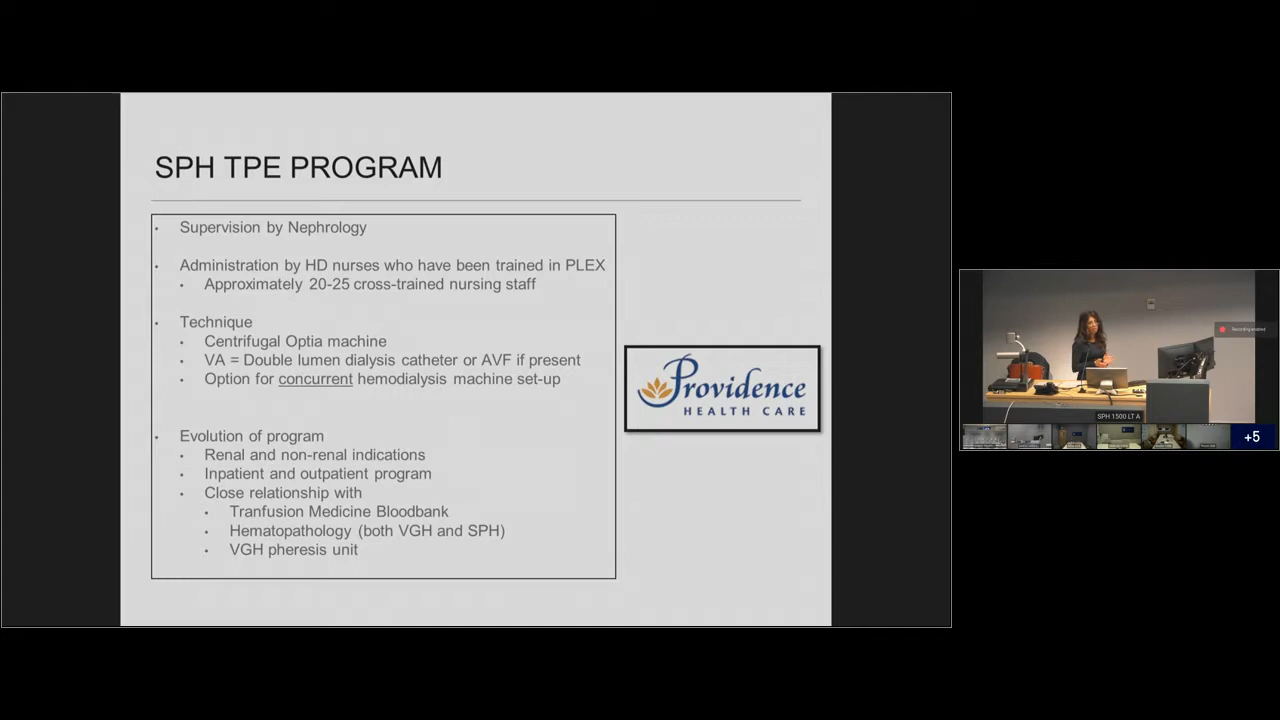 SPH TPE PROGRAM
• Supervision by Nephrology
• Administration by HD nurses who have been trained in PLEX
• Approximately 20-25 cross-trained nursing staff
• Technique
• Centrifugal Optia machine
• VA = Double lumen dialysis catheter or AVF if present
• Option for concurrent hemodialysis machine set-up
• Evolution of program
• Renal and non-renal indications
• Inpatient and outpatient program
• Close relationship with
• Tranfusion Medicine Bloodbank
• Hematopathology (both VGH and SPH)
• VGH pheresis unit
Providence
HEALTH CARE
Recording enabled
SPH 1500 LT A
+5